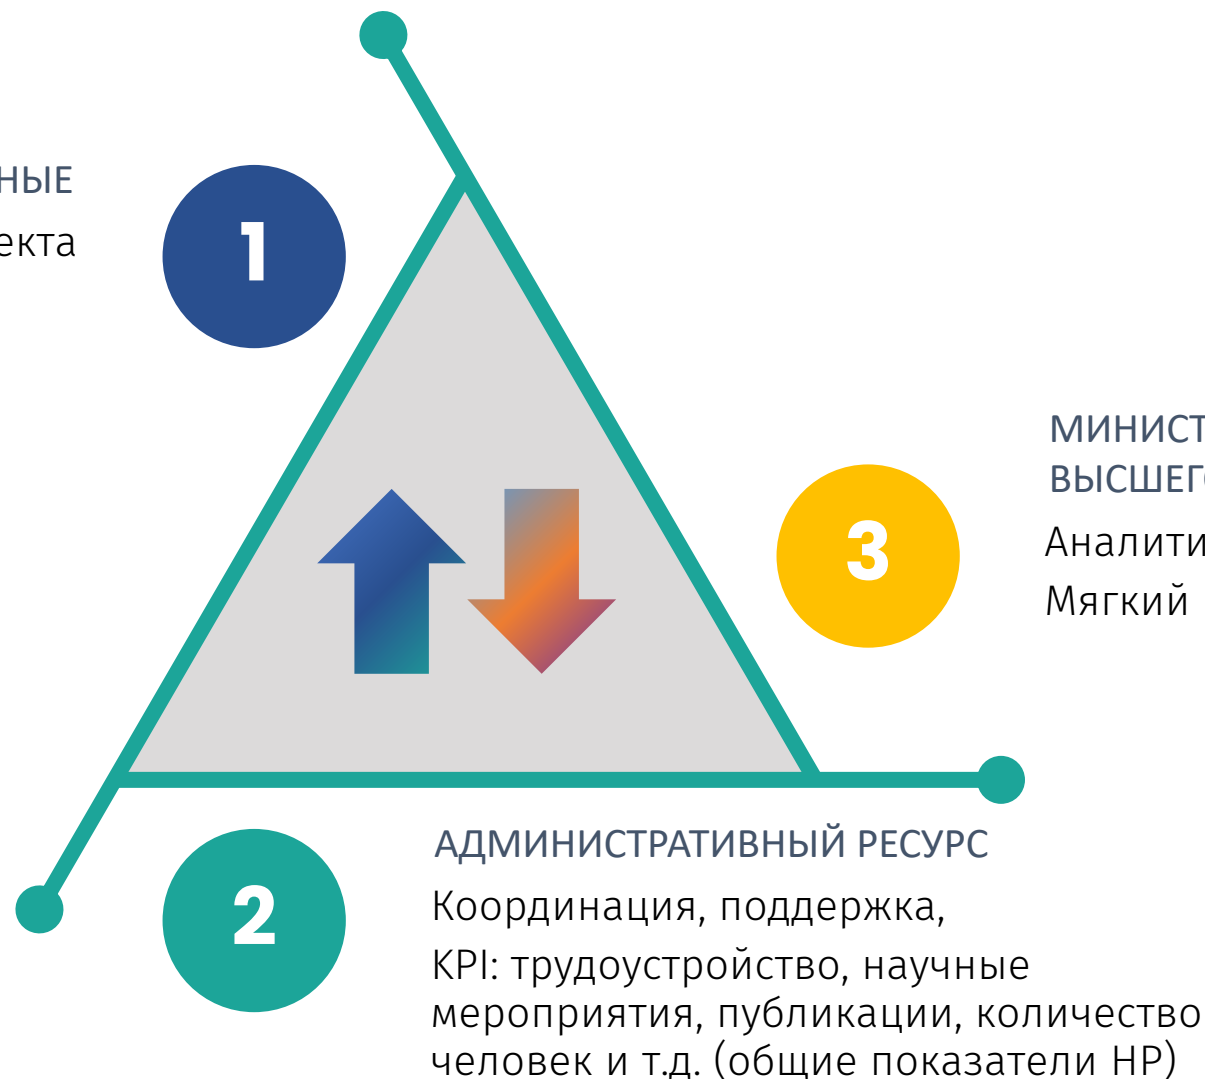 НЫЕ
екта
1
МИНИСТ
ВЫСШЕГ
3
Аналити
Мягкий
АДМИНИСТРАТИВНЫЙ РЕСУРС
2
Координация, поддержка,
KPI: трудоустройство, научные
мероприятия, публикации, количество
человек и т.д. (общие показатели НР)